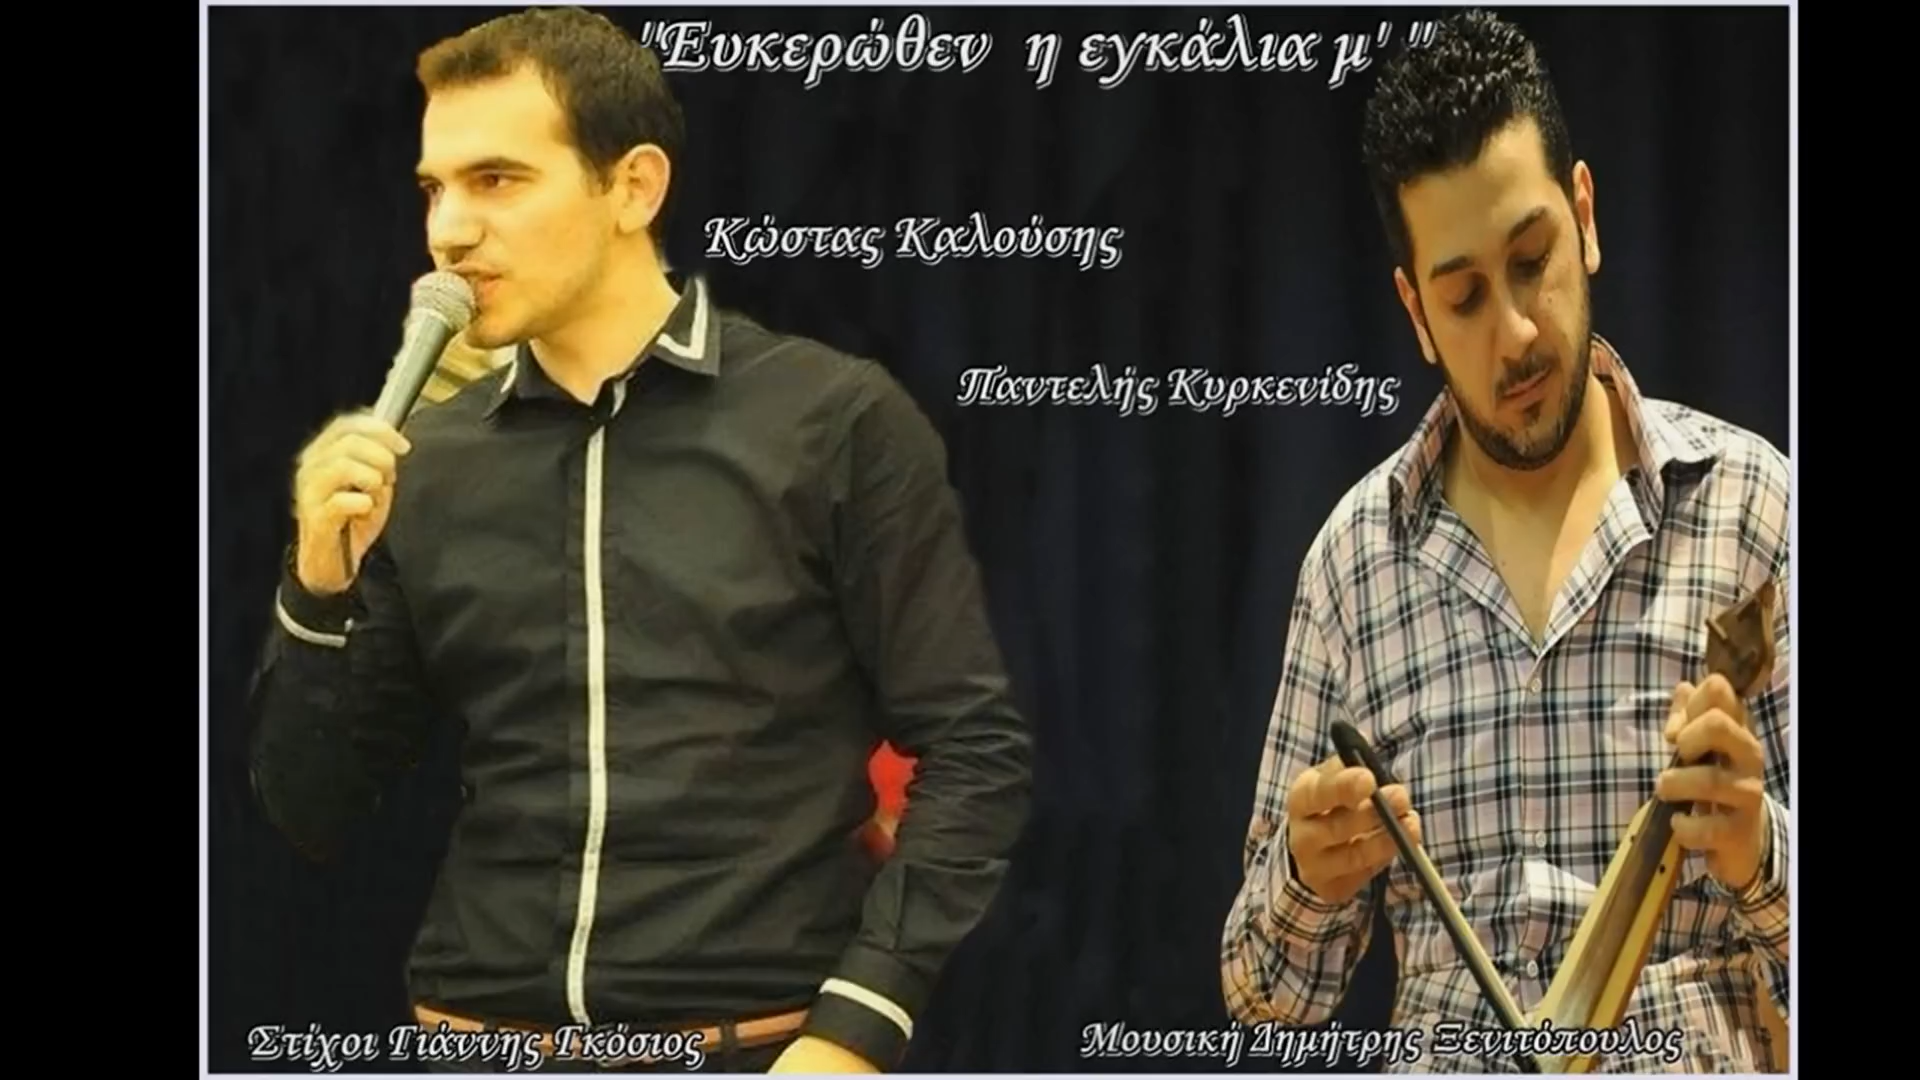 "Ευκερώθεν η εγκάλια μ' "
Κώστας Καλούσης
Παντελής Κυρκενίδης
Στίχοι Γιάννης Γκόσιος
Μουσική Δημήτρης Ξενιτόπουλος